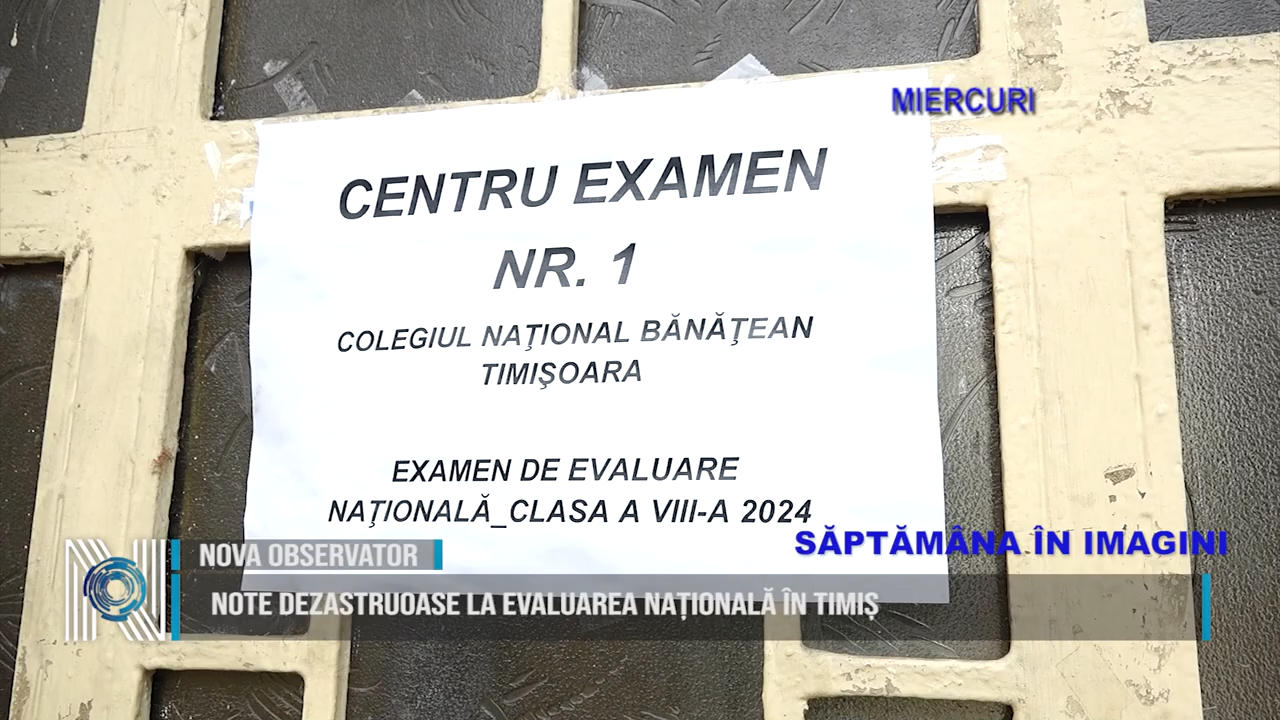 MIERCURI
CENTRU EXAMEN
NR. 1
COLEGIUL NAŢIONAL BĂNĂŢEAN
TIMIŞOARA
EXAMEN DE EVALUARE
NAŢIONALĂ_CLASA A VIII-A 2024
SĂPTĂMÂNA ÎN IMAGINI
NOVA OBSERVATOR
NOTE DEZASTRUOASE LA EVALUAREA NAȚIONALĂ ÎN TIMIȘ